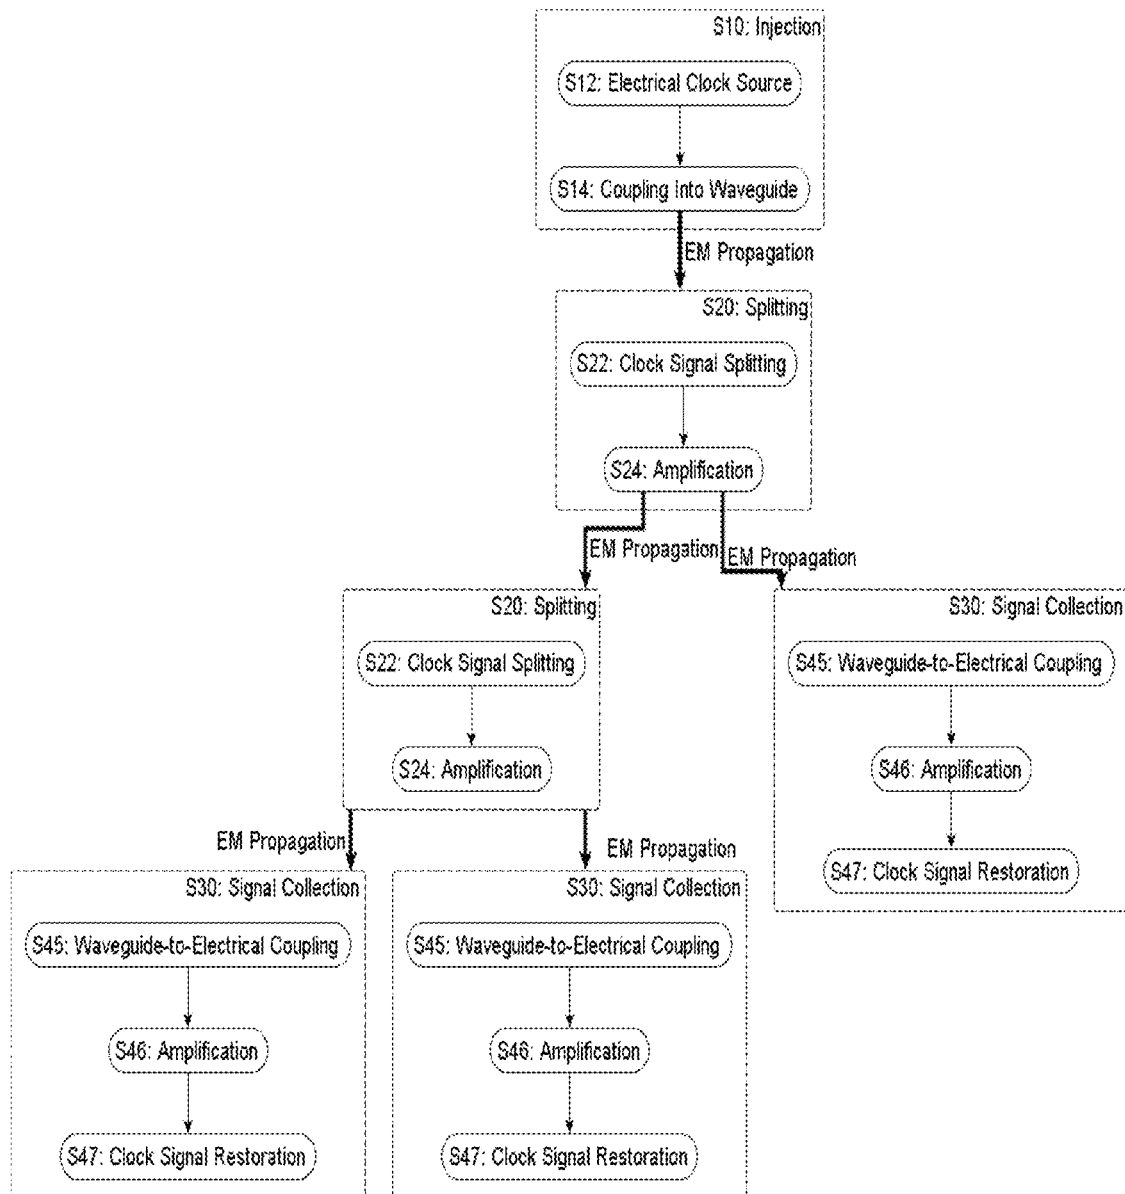 S10: Injection
S12: Electrical Clock Source
S14: Coupling Into Waveguide
EM Propagation
S20: Splitting
S22: Clock Signal Splitting
S24: Amplification
EM Propagation
EM Propagation
S20: Splitting
S22: Clock Signal Splitting
S24: Amplification
S30: Signal Collection
S45: Waveguide-to-Electrical Coupling
S46: Amplification
S47: Clock Signal Restoration
EM Propagation
EM Propagation
S30: Signal Collection
S45: Waveguide-to-Electrical Coupling
S46: Amplification
S47: Clock Signal Restoration
S30: Signal Collection
S45: Waveguide-to-Electrical Coupling
S46: Amplification
S47: Clock Signal Restoration